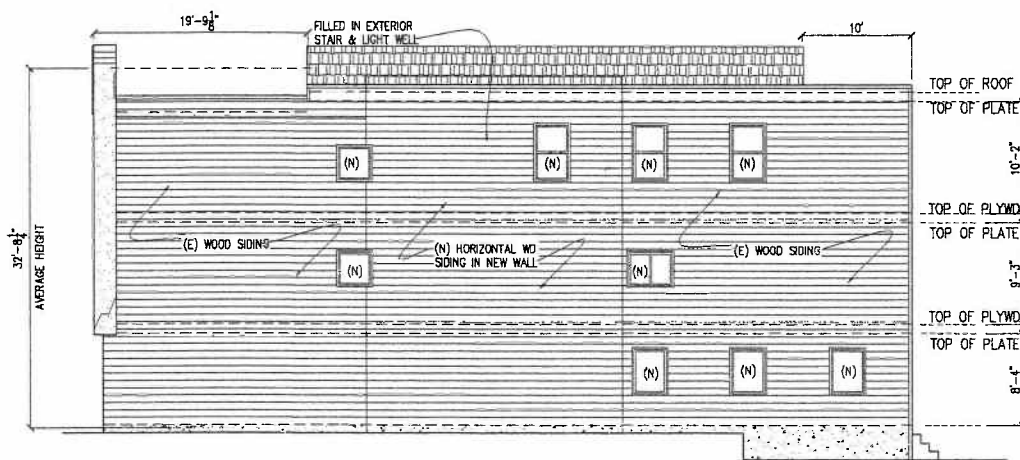 19'-9 1/8"
FILLED IN EXTERIOR
STAIR & LIGHT WELL
10'
TOP OF ROOF
TOP OF PLATE
(N)
(N)
(N)
(N)
10'-2"
TOP OF PLYWD
TOP OF PLATE
32'-8 1/4"
AVERAGE HEIGHT
(E) WOOD SIDING
(N) HORIZONTAL WD
SIDING IN NEW WALL
(E) WOOD SIDING
(N)
(N)
9'-3"
TOP OF PLYWD
TOP OF PLATE
(N)
(N)
(N)
8'-4"